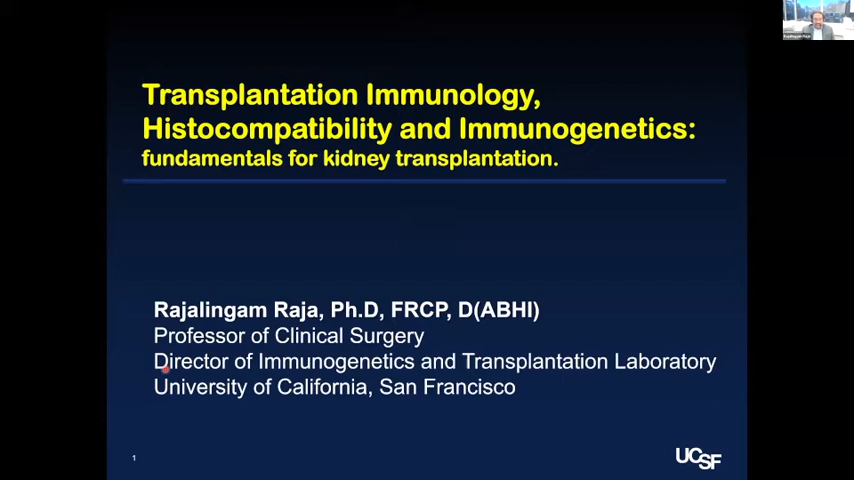 Transplantation Immunology,
Histocompatibility and Immunogenetics:
fundamentals for kidney transplantation.
Rajalingam Raja, Ph.D, FRCP, D(ABHI)
Professor of Clinical Surgery
Director of Immunogenetics and Transplantation Laboratory
University of California, San Francisco
1
UCSF